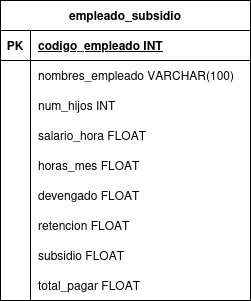 empleado_subsidio
PK codigo_empleado INT
nombres_empleado VARCHAR(100)
num_hijos INT
salario_hora FLOAT
horas_mes FLOAT
devengado FLOAT
retencion FLOAT
subsidio FLOAT
total_pagar FLOAT